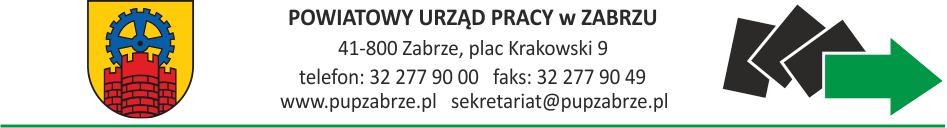 POWIATOWY URZĄD PRACY w ZABRZU
41-800 Zabrze, plac Krakowski 9
telefon: 32 277 90 00 faks: 32 277 90 49
www.pupzabrze.pl sekretariat@pupzabrze.pl